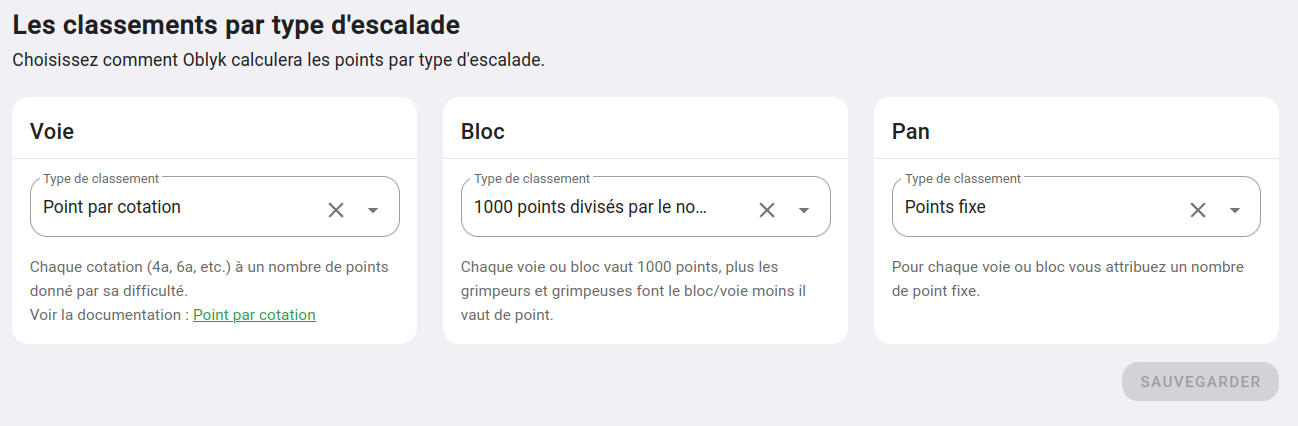 Les classements par type d'escalade
Choisissez comment Oblyk calculera les points par type d'escalade.
Voie
Type de classement
Point par cotation
Chaque cotation (4a, 6a, etc.) à un nombre de points
donné par sa difficulté.
Voir la documentation : Point par cotation
Bloc
Type de classement
1000 points divisés par le no...
Chaque voie ou bloc vaut 1000 points, plus les
grimpeurs et grimpeuses font le bloc/voie moins il
vaut de point.
Pan
Type de classement
Points fixe
Pour chaque voie ou bloc vous attribuez un nombre
de point fixe.
SAUVEGARDER